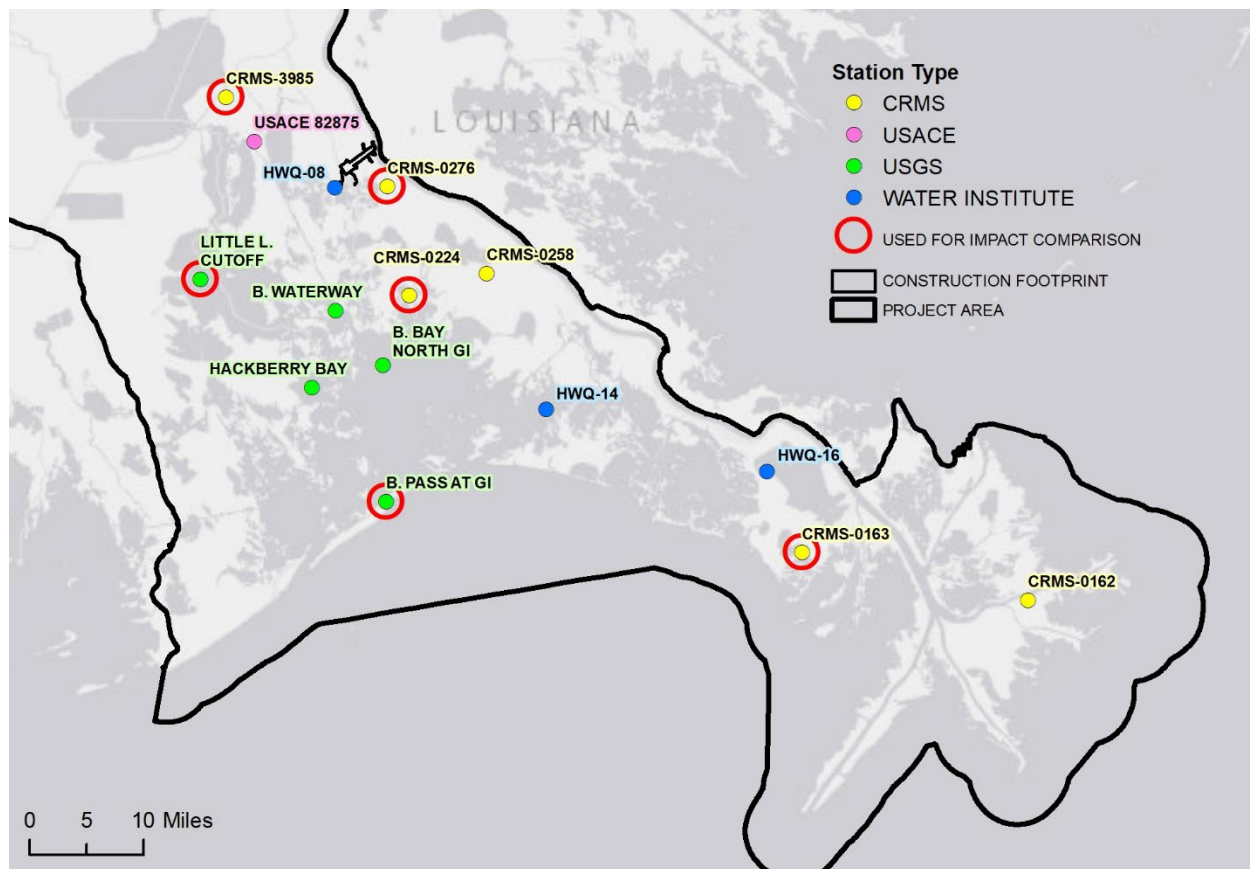 CRMS-3985
USACE 82875
LOUISIANA
HWQ-08
CRMS-0276
LITTLE L.
CUTOFF
CRMS-0224
CRMS-0258
B. WATERWAY
B. BAY
NORTH GI
HACKBERRY BAY
HWQ-14
HWQ-16
B. PASS AT GI
CRMS-0163
CRMS-0162
Station Type
CRMS
USACE
USGS
WATER INSTITUTE
USED FOR IMPACT COMPARISON
CONSTRUCTION FOOTPRINT
PROJECT AREA
0 5 10 Miles